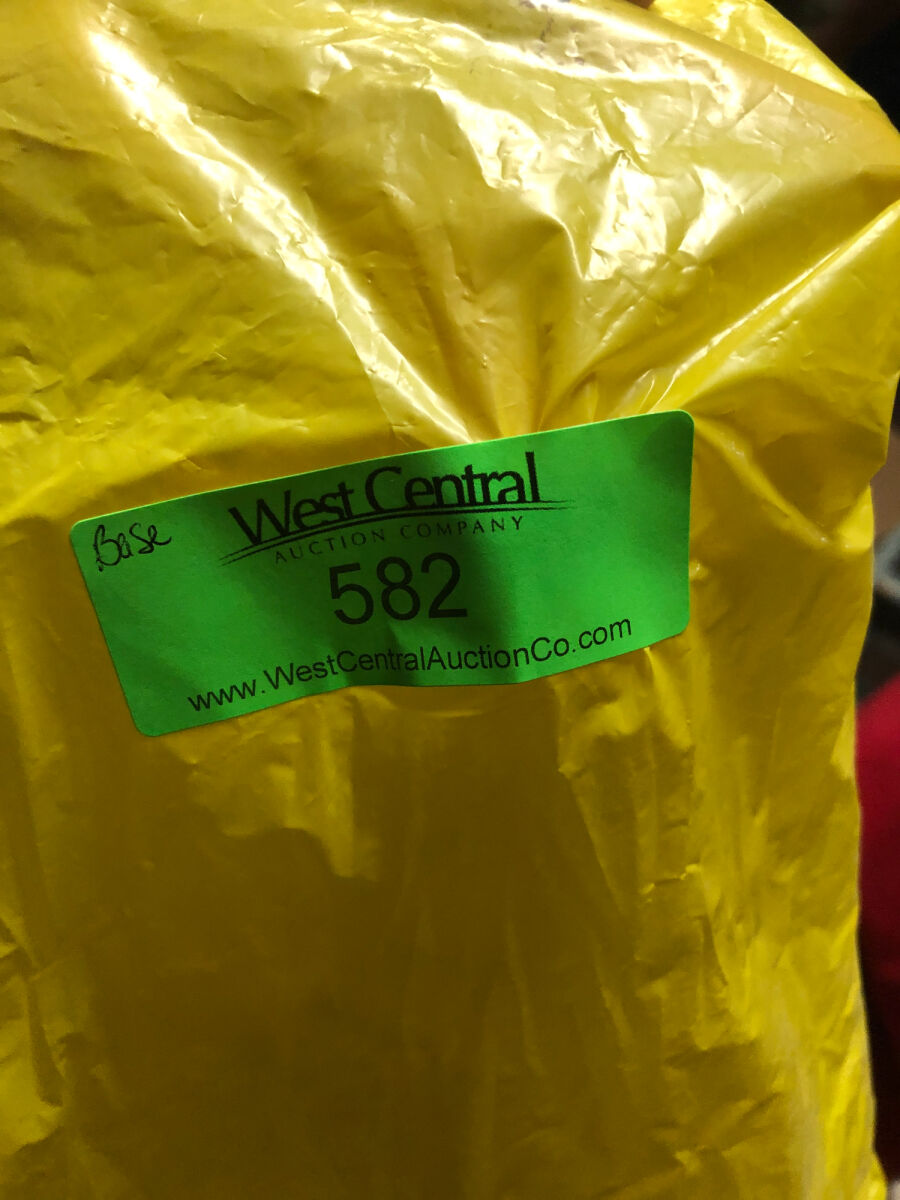 Base
West Central
AUCTION COMPANY
582
www.WestCentralAuctionCo.com